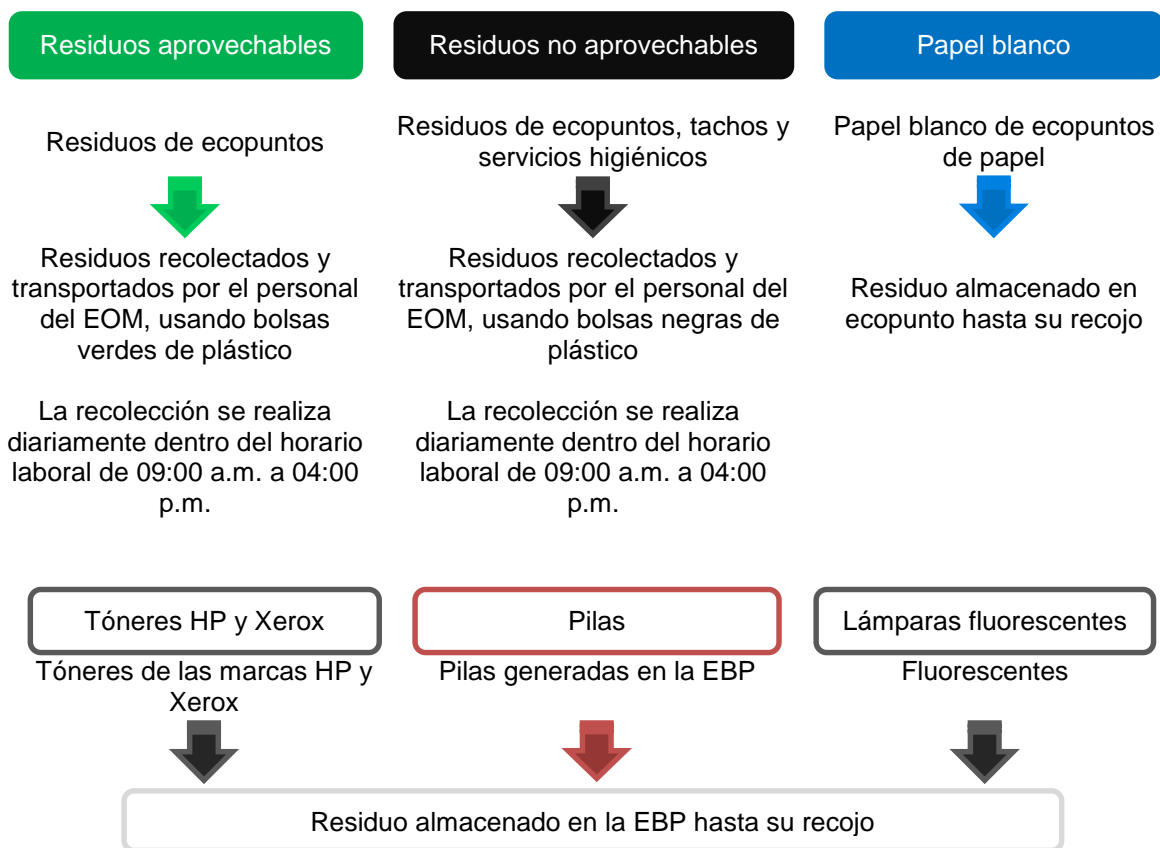 Residuos aprovechables
Residuos no aprovechables
Papel blanco
Residuos de ecopuntos
Residuos de ecopuntos, tachos y
servicios higiénicos
Papel blanco de ecopuntos
de papel
Residuos recolectados y
transportados por el personal
del EOM, usando bolsas
verdes de plástico
La recolección se realiza
diariamente dentro del horario
laboral de 09:00 a.m. a 04:00
p.m.
Residuos recolectados y
transportados por el personal del
EOM, usando bolsas negras de
plástico
La recolección se realiza
diariamente dentro del horario
laboral de 09:00 a.m. a 04:00
p.m.
Residuo almacenado en
ecopunto hasta su recojo
Tóneres HP y Xerox
Tóneres de las marcas HP y
Xerox
Pilas
Pilas generadas en la EBP
Lámparas fluorescentes
Fluorescentes
Residuo almacenado en la EBP hasta su recojo